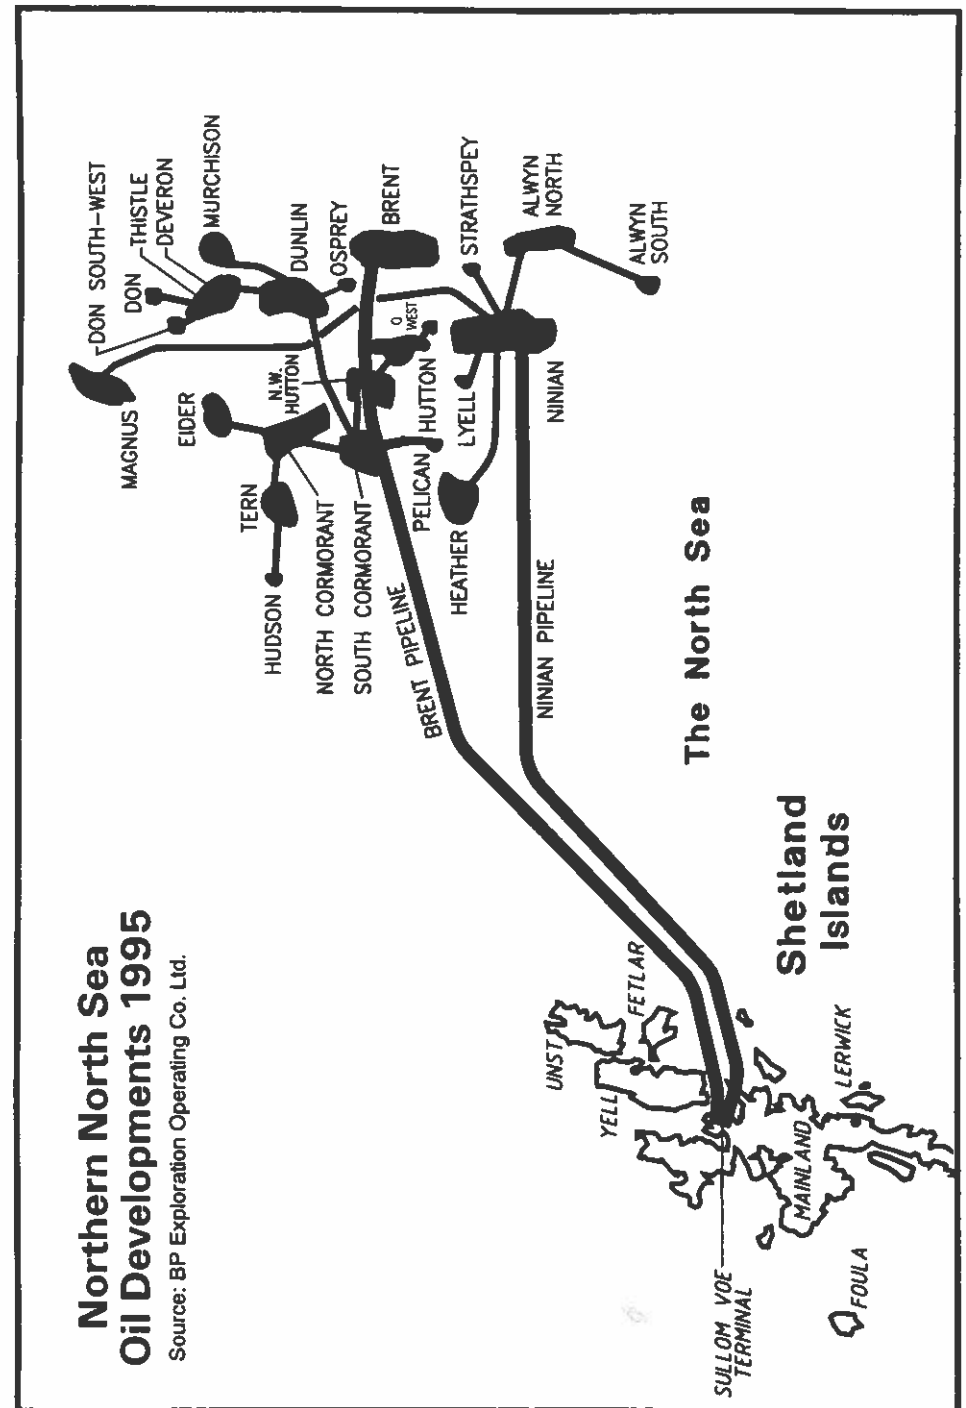 Northern North Sea
Oil Developments 1995
Source: BP Exploration Operating Co. Ltd.
MAGNUS
DON SOUTH-WEST
DON
THISTLE
DEVERON
MURCHISON
EIDER
DUNLIN
OSPREY
BRENT
TERN
N.W.
HUTTON
O
WEST
HUTTON
STRATHSPEY
ALWYN
NORTH
ALWYN
SOUTH
HUDSON
NORTH CORMORANT
SOUTH CORMORANT
PELICAN
LYELL
HEATHER
NINIAN
BRENT PIPELINE
NINIAN PIPELINE
The North Sea
Shetland
Islands
UNST
FETLAR
YELL
LERWICK
MAINLAND
SULLOM VOE
TERMINAL
FOULA